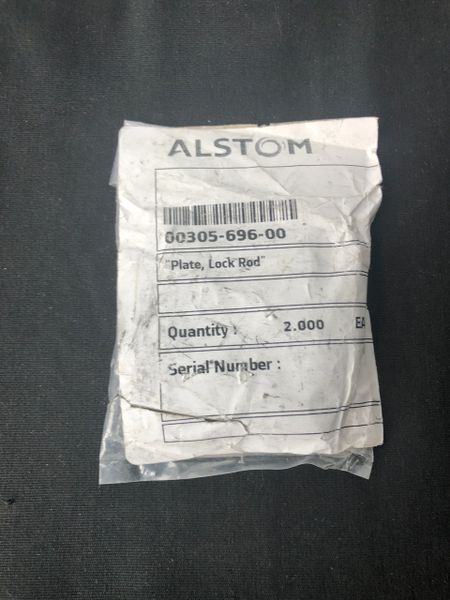 ALSTOM
00305-696-00
"Plate, Lock Rod"
Quantity : 2.000 EA
Serial Number :